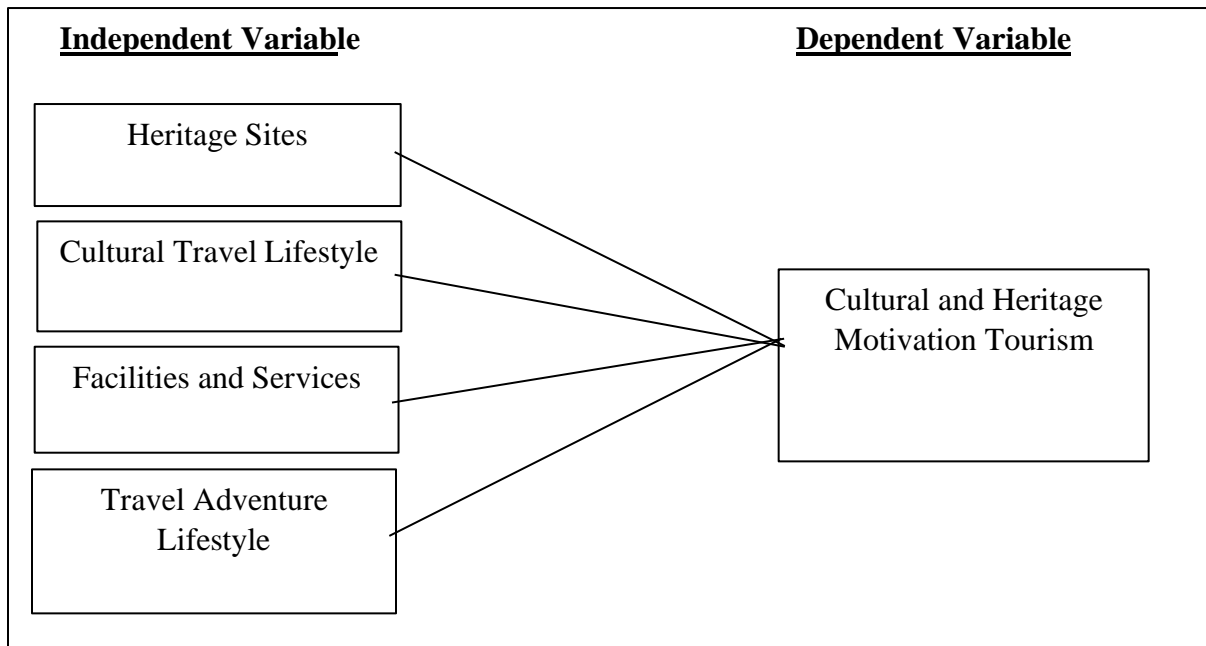 Independent Variable
Dependent Variable
Heritage Sites
Cultural Travel Lifestyle
Facilities and Services
Travel Adventure
Lifestyle
Cultural and Heritage
Motivation Tourism